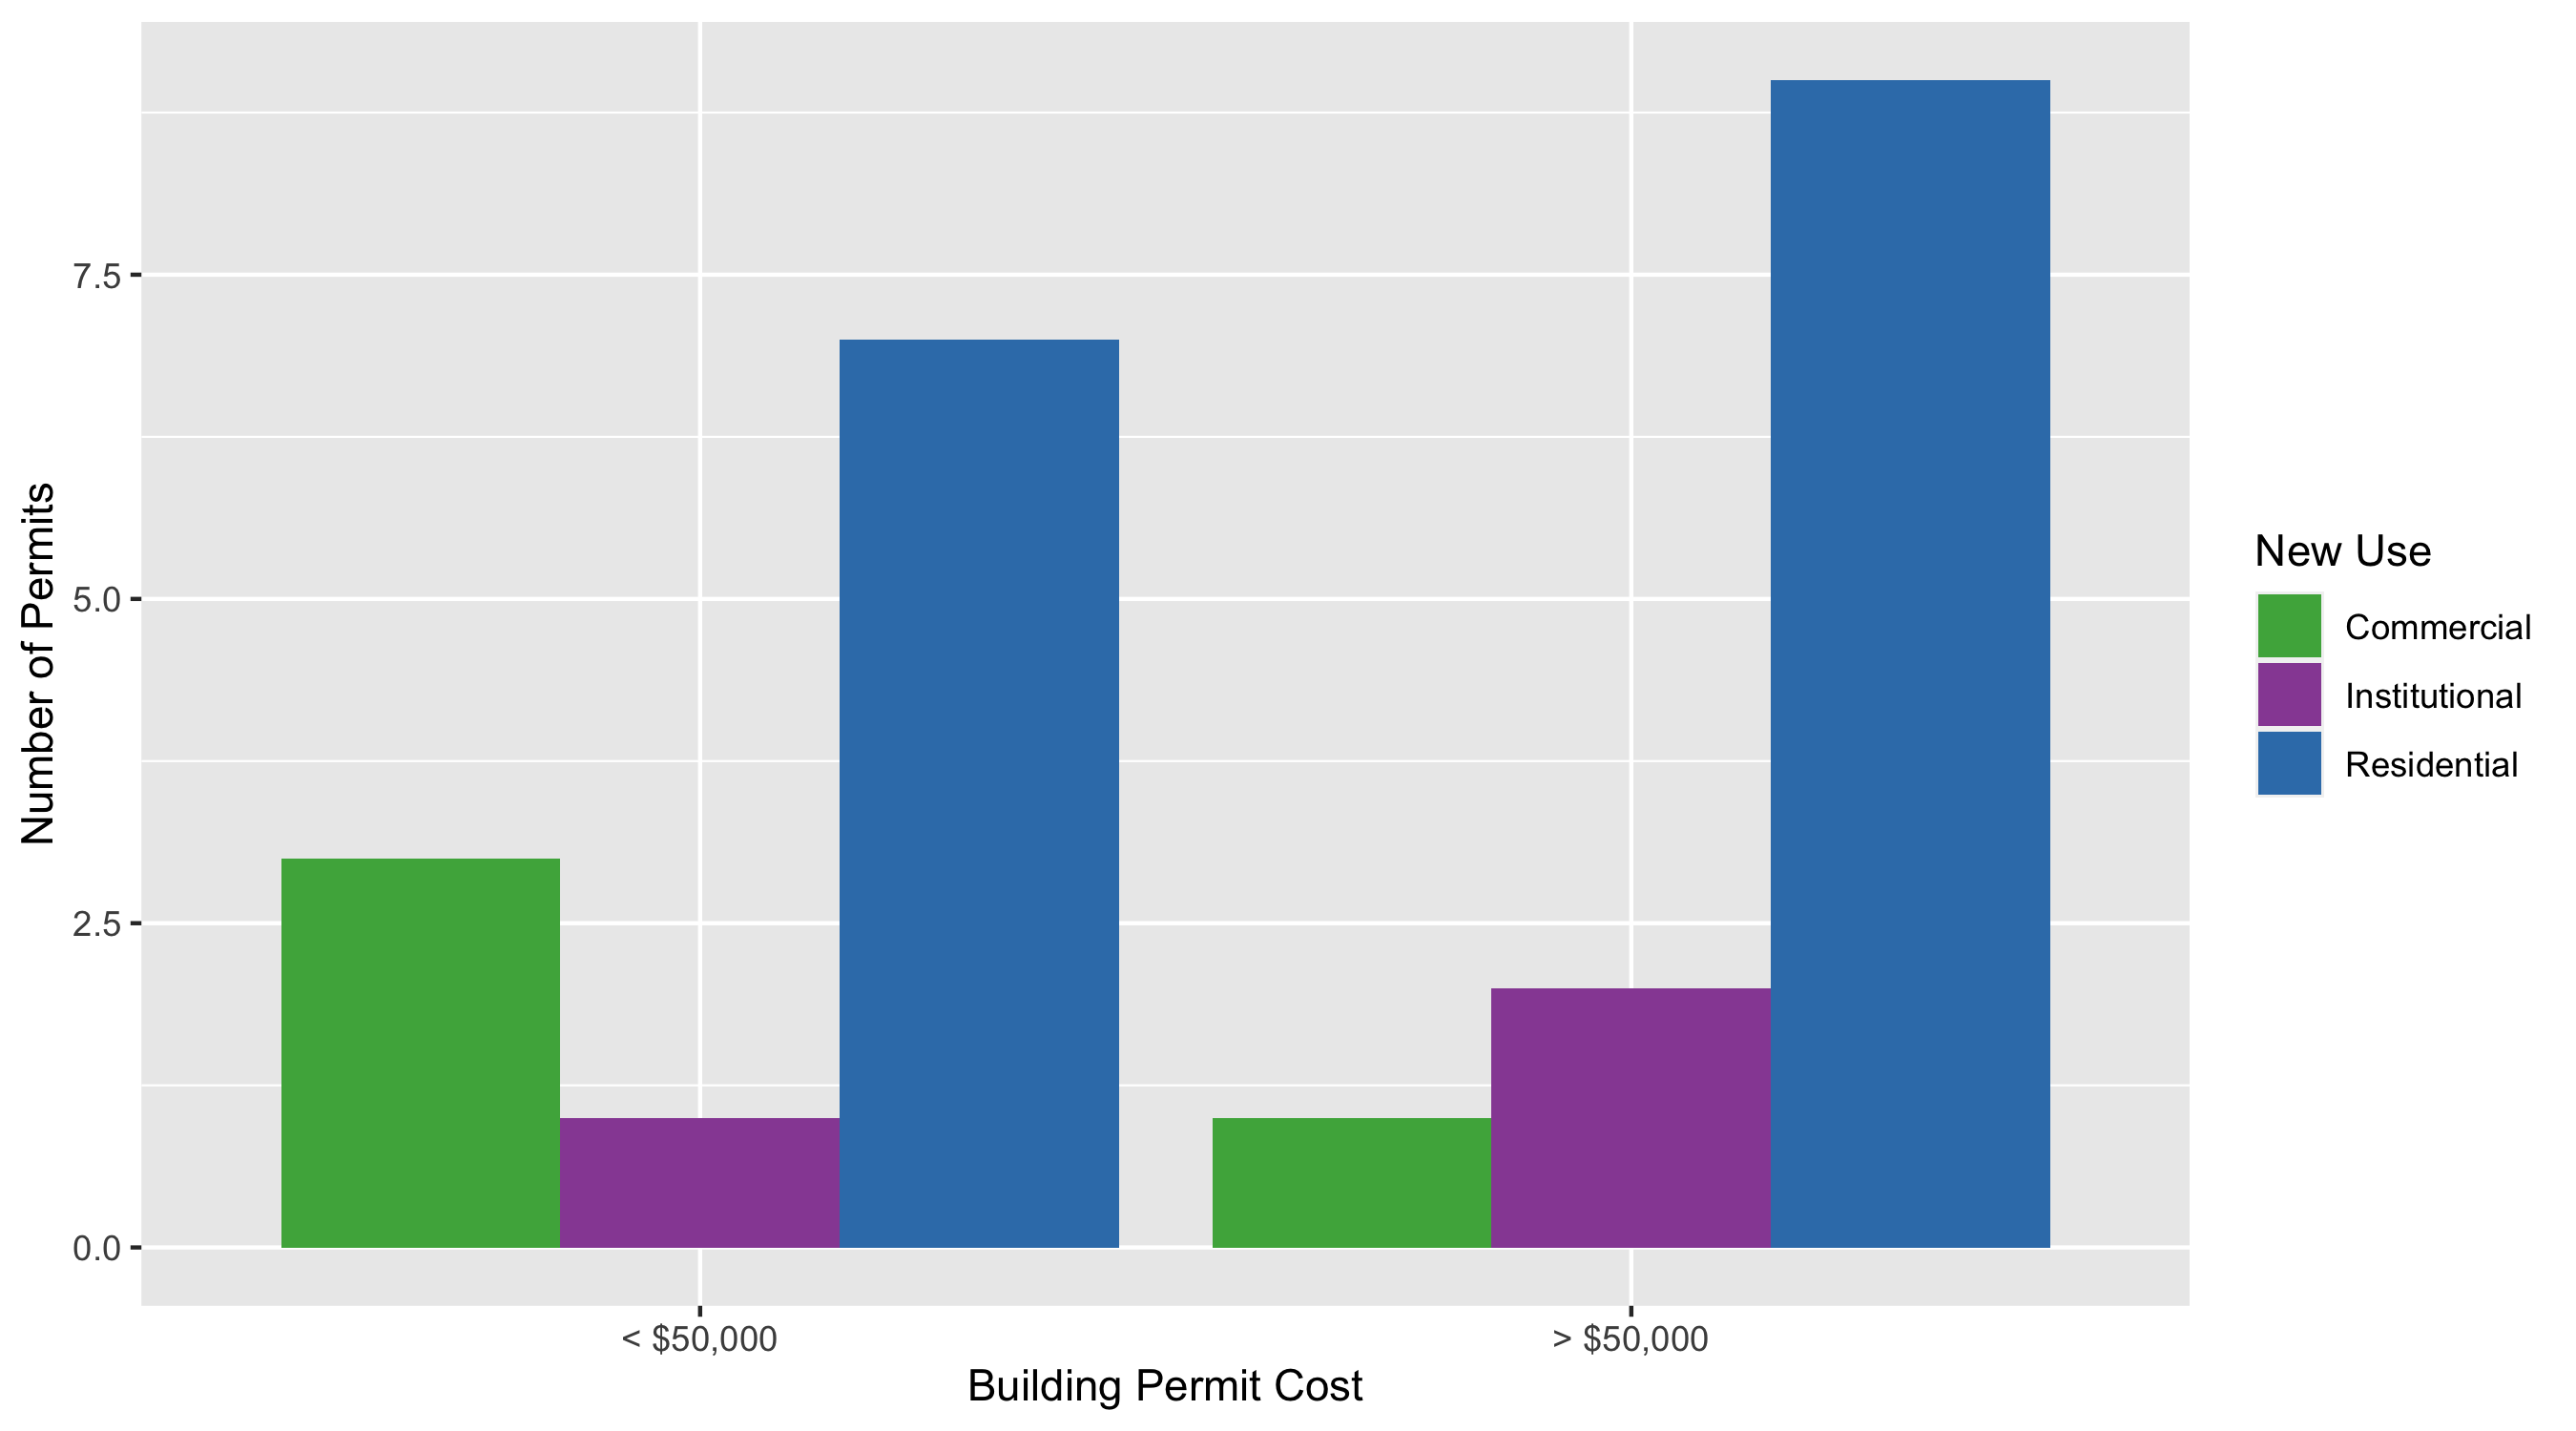 Number of Permits
7.5
5.0
2.5
0.0
< $50,000
> $50,000
Building Permit Cost
New Use
Commercial
Institutional
Residential